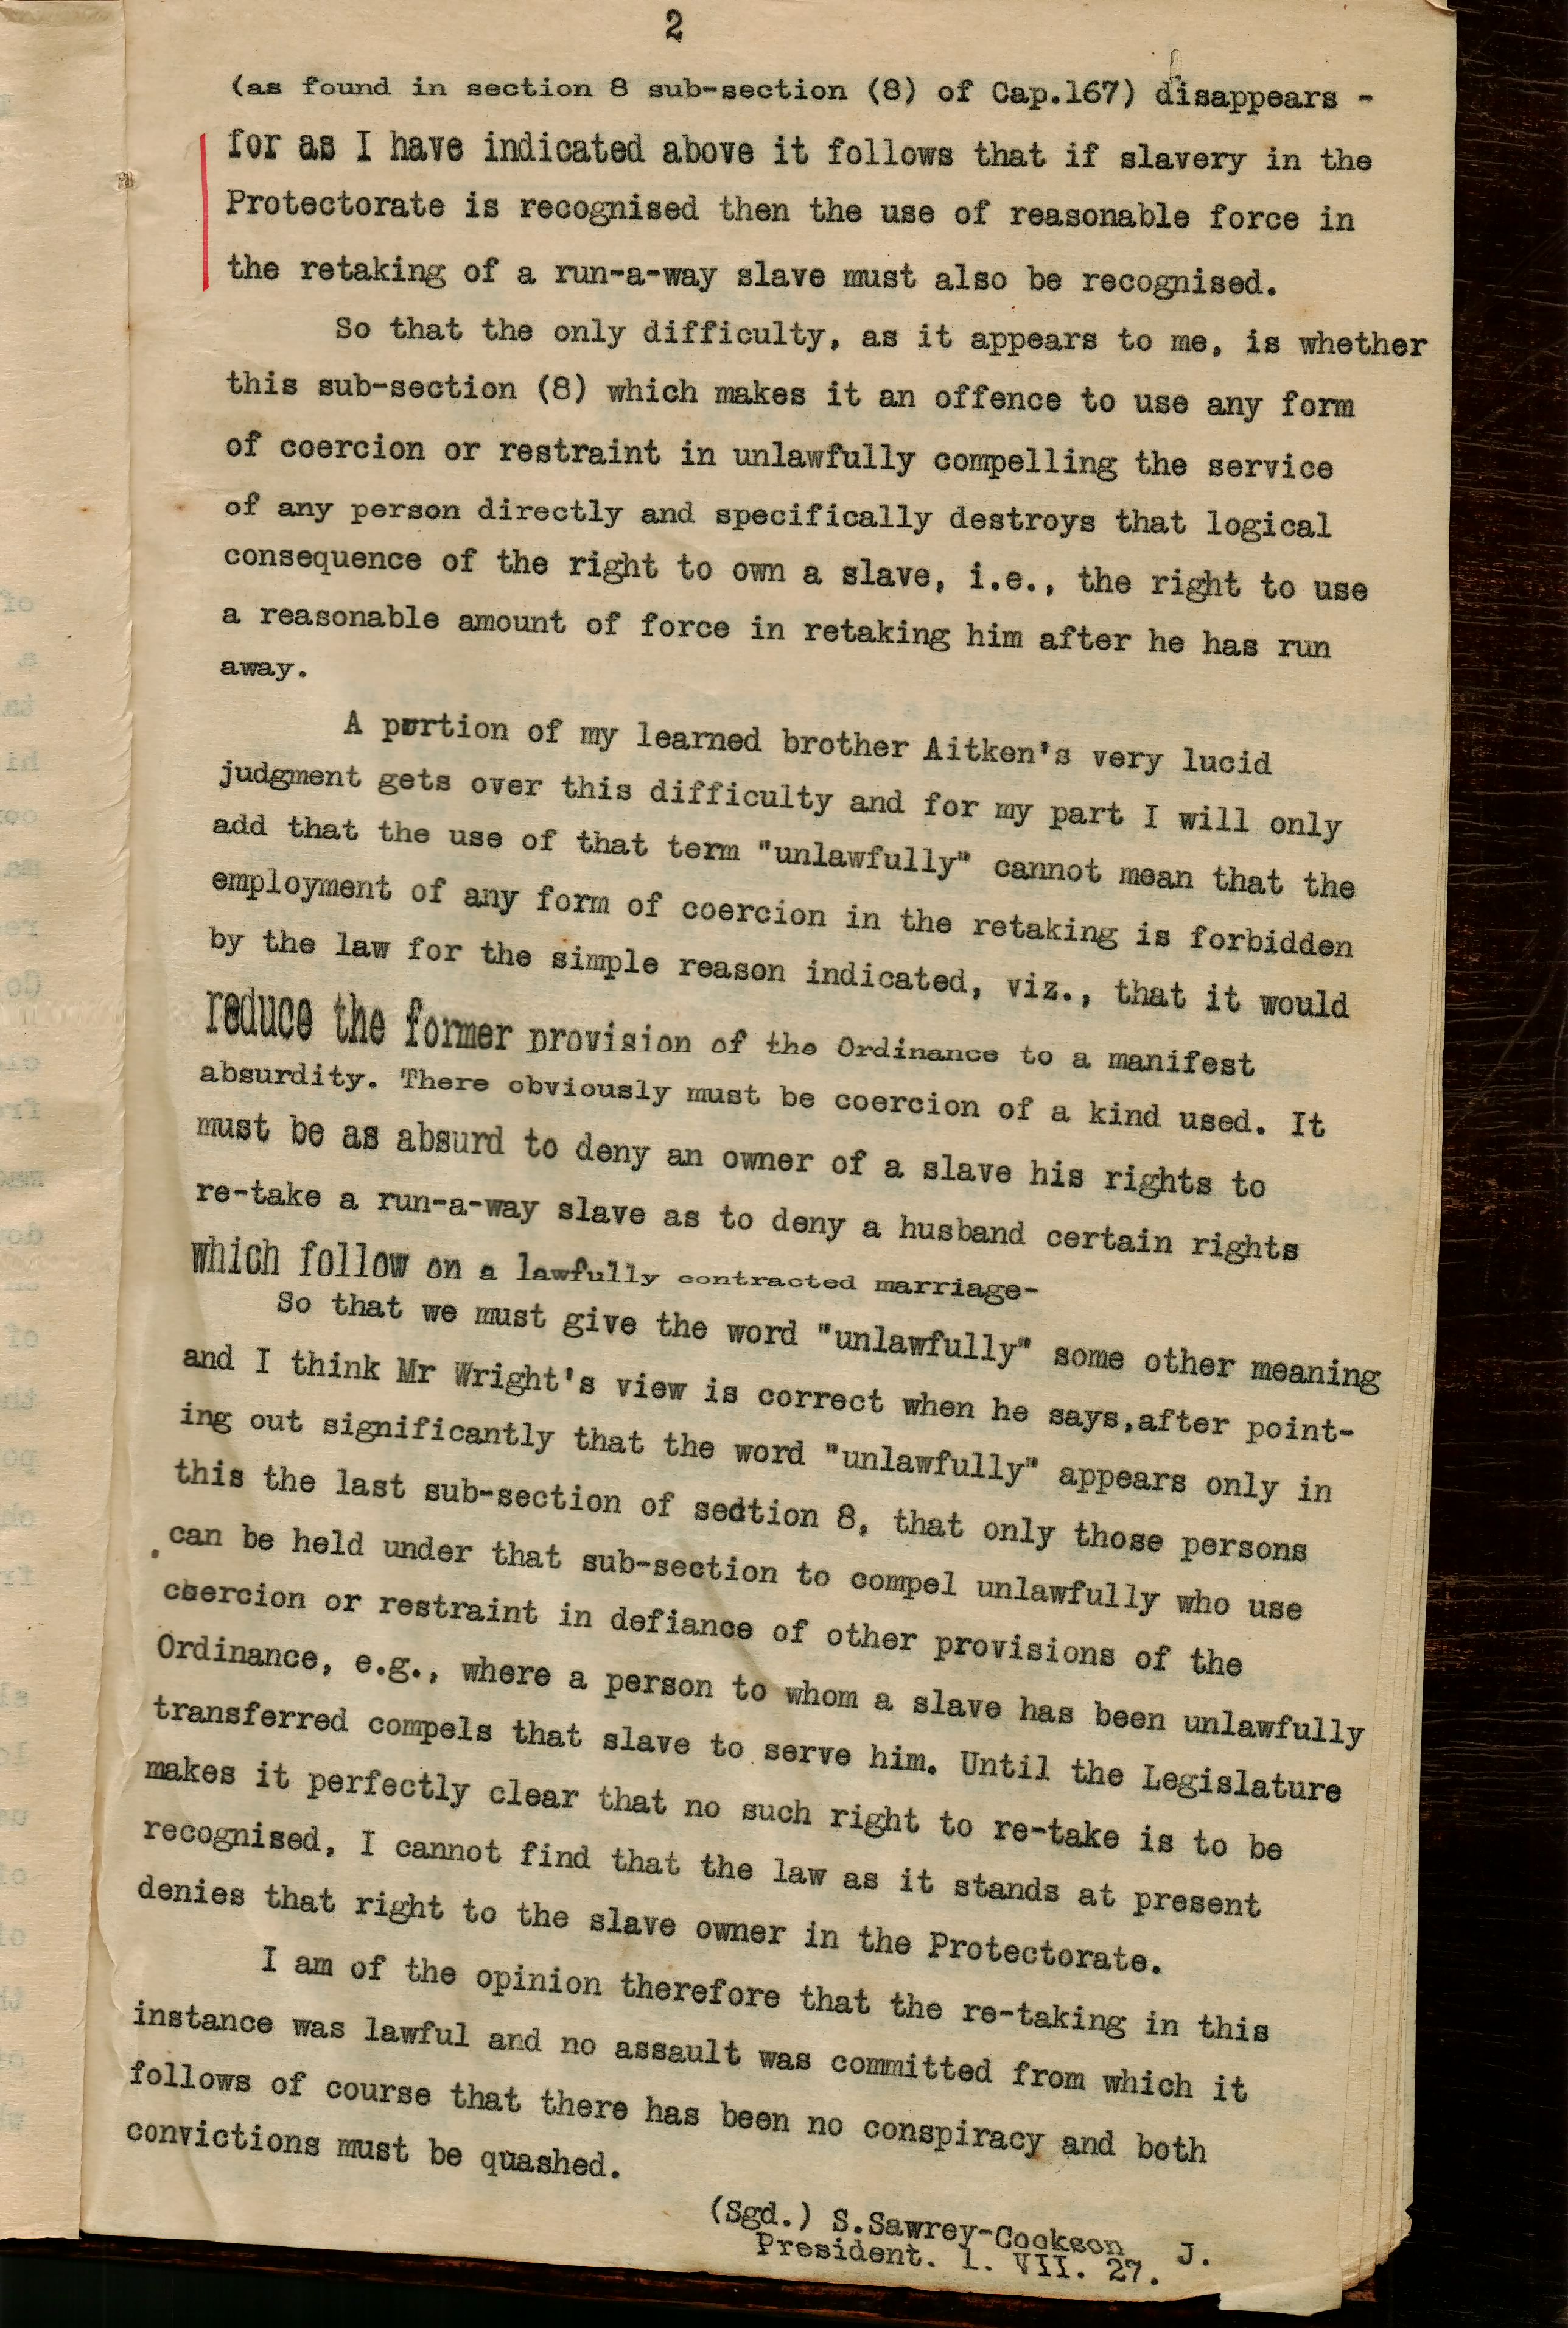 2
(as found in section 8 sub-section (8) of Cap.167) disappears -
for as I have indicated above it follows that if slavery in the
Protectorate is recognised then the use of reasonable force in
the retaking of a run-a-way slave must also be recognised.
So that the only difficulty, as it appears to me, is whether
this sub-section (8) which makes it an offence to use any form
of coercion or restraint in unlawfully compelling the service
of any person directly and specifically destroys that logical
consequence of the right to own a slave, i.e., the right to use
a reasonable amount of force in retaking him after he has run
away.
A portion of my learned brother Aitken's very lucid
judgment gets over this difficulty and for my part I will only
add that the use of that term "unlawfully" cannot mean that the
employment of any form of coercion in the retaking is forbidden
by the law for the simple reason indicated, viz., that it would
reduce the former provision of the Ordinance to a manifest
absurdity. There obviously must be coercion of a kind used. It
must be as absurd to deny an owner of a slave his rights to
re-take a run-a-way slave as to deny a husband certain rights
which follow on a lawfully contracted marriage-
So that we must give the word "unlawfully" some other meaning
and I think Mr Wright's view is correct when he says,after point-
ing out significantly that the word "unlawfully" appears only in
this the last sub-section of section 8, that only those persons
can be held under that sub-section to compel unlawfully who use
coercion or restraint in defiance of other provisions of the
Ordinance, e.g., where a person to whom a slave has been unlawfully
transferred compels that slave to serve him. Until the Legislature
makes it perfectly clear that no such right to re-take is to be
recognised, I cannot find that the law as it stands at present
denies that right to the slave owner in the Protectorate.
I am of the opinion therefore that the re-taking in this
instance was lawful and no assault was committed from which it
follows of course that there has been no conspiracy and both
convictions must be quashed.
(Sgd.) S.Sawrey-Cookson J.
President. 1. VII. 27.